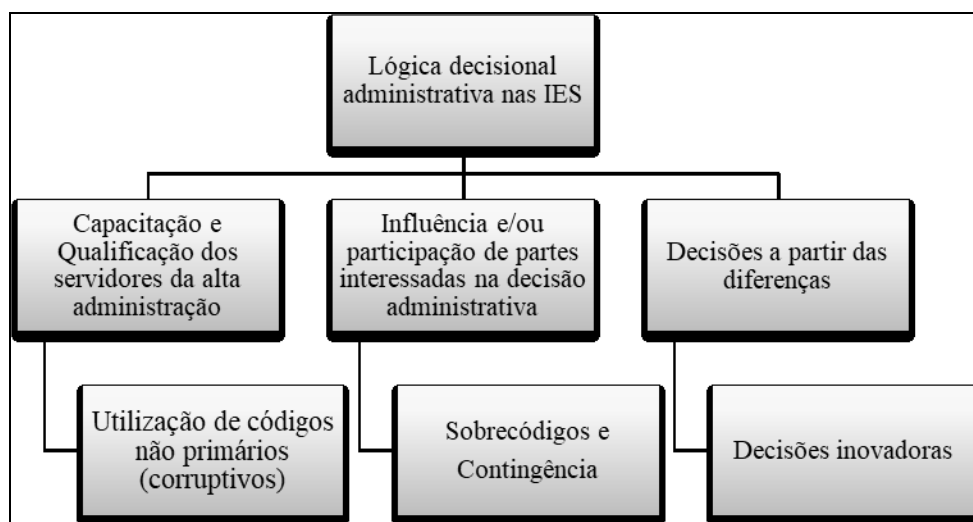 Lógica decisional
administrativa nas IES
Capacitação e
Qualificação dos
servidores da alta
administração
Influência e/ou
participação de partes
interessadas na decisão
administrativa
Decisões a partir das
diferenças
Utilização de códigos
não primários
(corruptivos)
Sobrecódigos e
Contingência
Decisões inovadoras